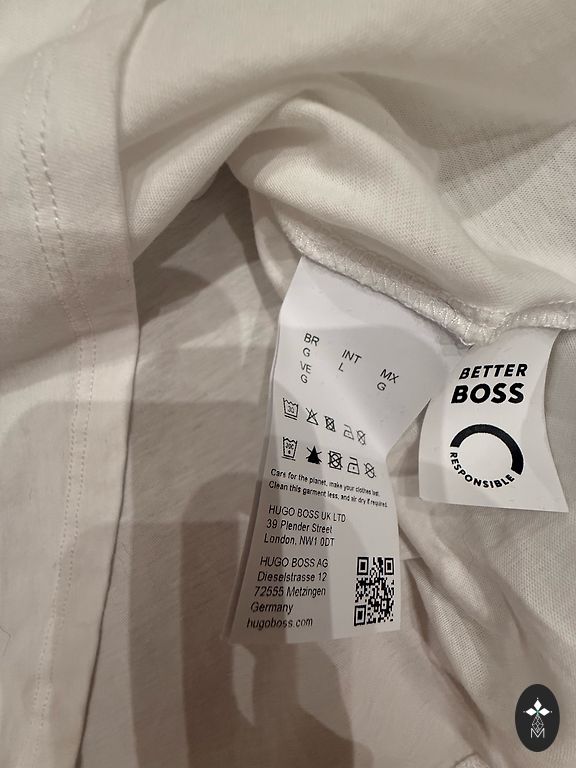 BR
G
INT
L
MX
G
VE
G
30
30C
Care for the planet, make your clothes last.
Clean this garment less, and air dry if required.
HUGO BOSS UK LTD
39 Plender Street
London, NW1 0DT
HUGO BOSS AG
Dieselstrasse 12
72555 Metzingen
Germany
hugoboss.com
BETTER
BOSS
RESPONSIBLE
M